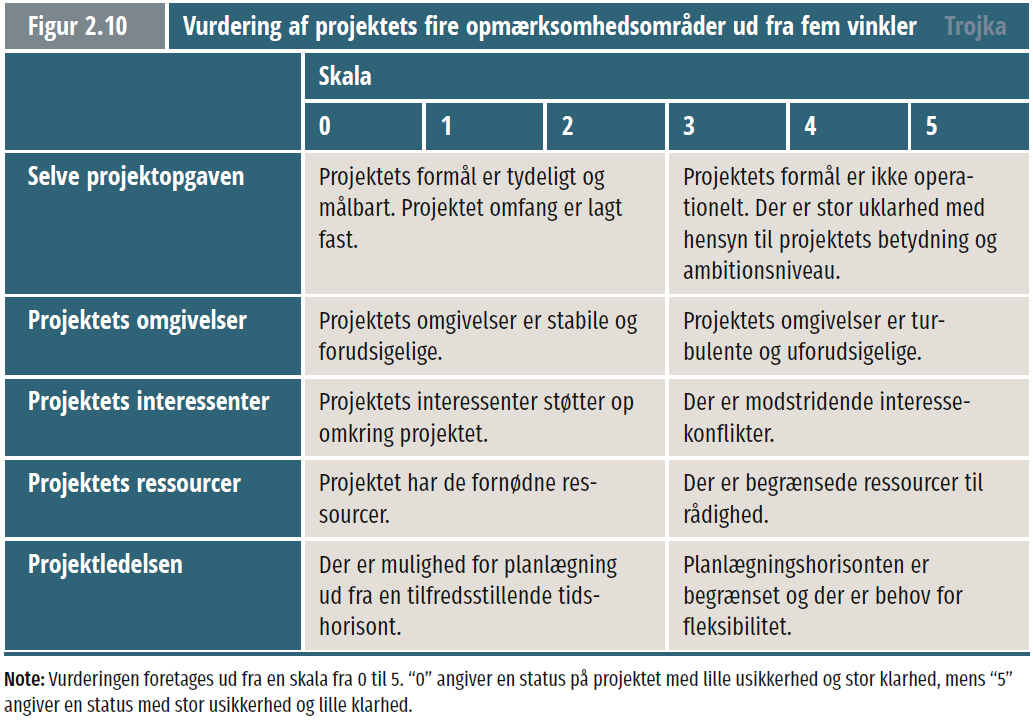 Figur 2.10
Vurdering af projektets fire opmærksomhedsområder ud fra fem vinkler
Trojka
Skala
0 1 2 3 4 5
Selve projektopgaven
Projektets formål er tydeligt og
målbart. Projektet omfang er lagt
fast.
Projektets formål er ikke opera-
tionelt. Der er stor uklarhed med
hensyn til projektets betydning og
ambitionsniveau.
Projektets omgivelser
Projektets omgivelser er stabile og
forudsigelige.
Projektets omgivelser er tur-
bulente og uforudsigelige.
Projektets interessenter
Projektets interessenter støtter op
omkring projektet.
Der er modstridende interesse-
konflikter.
Projektets ressourcer
Projektet har de fornødne res-
sourcer.
Der er begrænsede ressourcer til
rådighed.
Projektledelsen
Der er mulighed for planlægning
ud fra en tilfredsstillende tids-
horisont.
Planlægningshorisonten er
begrænset og der er behov for
fleksibilitet.
Note: Vurderingen foretages ud fra en skala fra 0 til 5. “0” angiver en status på projektet med lille usikkerhed og stor klarhed, mens “5”
angiver en status med stor usikkerhed og lille klarhed.